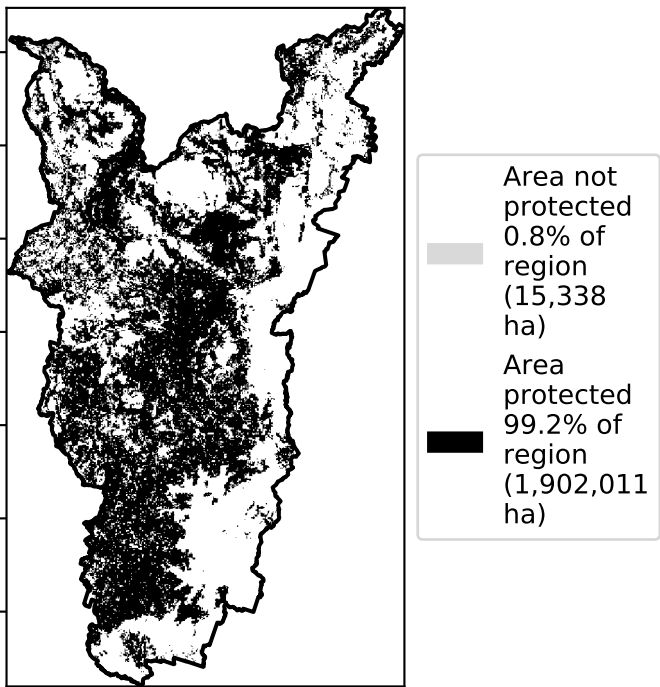 Area not
protected
0.8% of
region
(15,338
ha)
Area
protected
99.2% of
region
(1,902,011
ha)